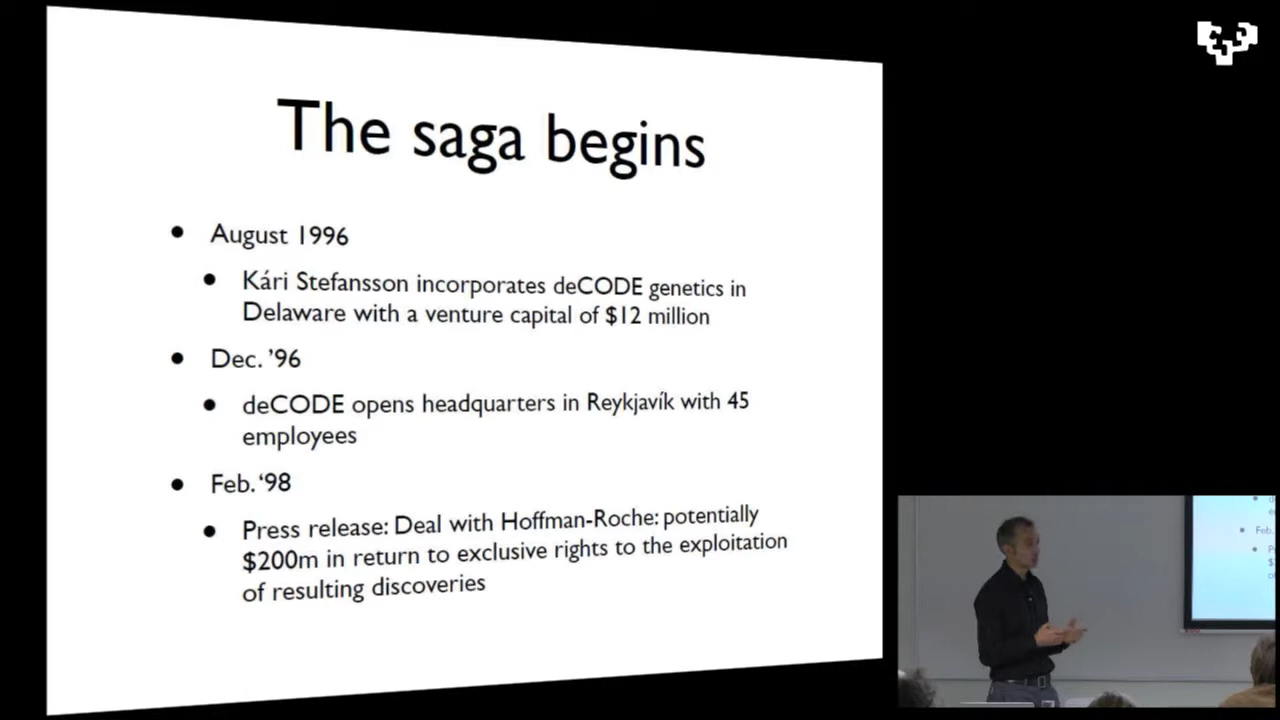 The saga begins
• August 1996
• Kári Stefansson incorporates deCODE genetics in
Delaware with a venture capital of $12 million
• Dec. ’96
• deCODE opens headquarters in Reykjavík with 45
employees
• Feb. ‘98
• Press release: Deal with Hoffman-Roche: potentially
$200m in return to exclusive rights to the exploitation
of resulting discoveries
Feb.